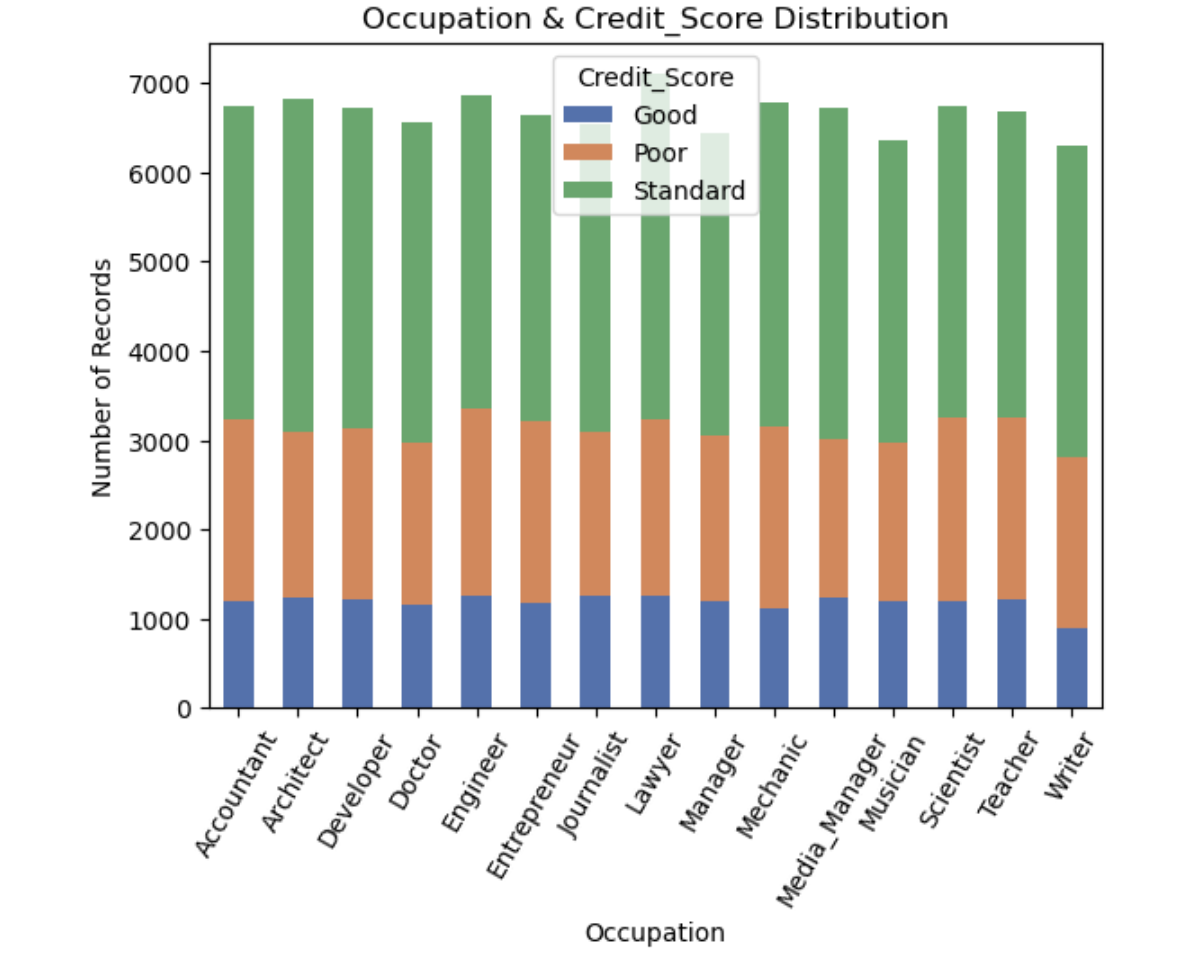 Occupation & Credit_Score Distribution
Credit_Score
Good
Poor
Standard
Number of Records
7000
6000
5000
4000
3000
2000
1000
0
Accountant
Architect
Developer
Doctor
Engineer
Entrepreneur
Journalist
Lawyer
Manager
Mechanic
Media_Manager
Musician
Scientist
Teacher
Writer
Occupation